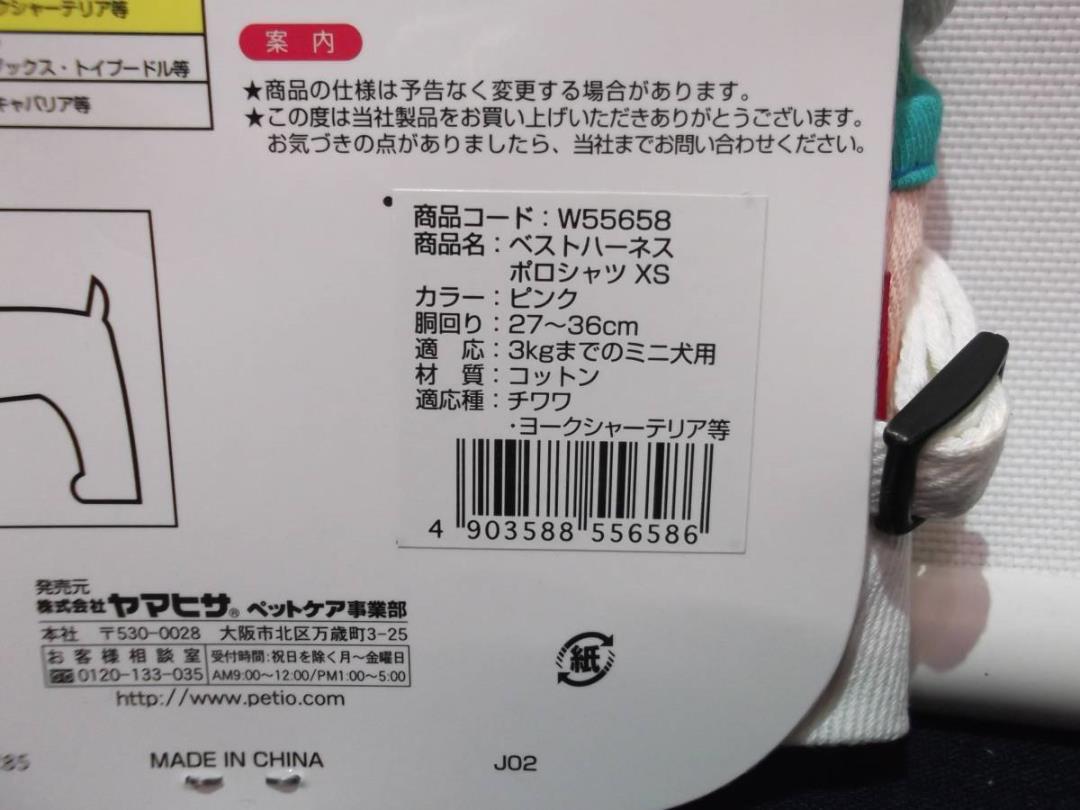 クシャーテリア等
ックス・トイプードル等
キャバリア等
案内
★商品の仕様は予告なく変更する場合があります。
★この度は当社製品をお買い上げいただきありがとうございます。
お気づきの点がありましたら、当社までお問い合わせください。
商品コード：W55658
商品名：ベストハーネス
ポロシャツ XS
カラー：ピンク
胴回り：27～36cm
適　応：3kgまでのミニ犬用
材　質：コットン
適応種：チワワ
・ヨークシャーテリア等
4 903588 556586
発売元
株式会社ヤマヒサ® ペットケア事業部
本社　〒530-0028　大阪市北区万歳町3-25
お客様相談室
0120-133-035
受付時間：祝日を除く月～金曜日
AM9:00～12:00/PM1:00～5:00
http://www.petio.com
紙
MADE IN CHINA
J02